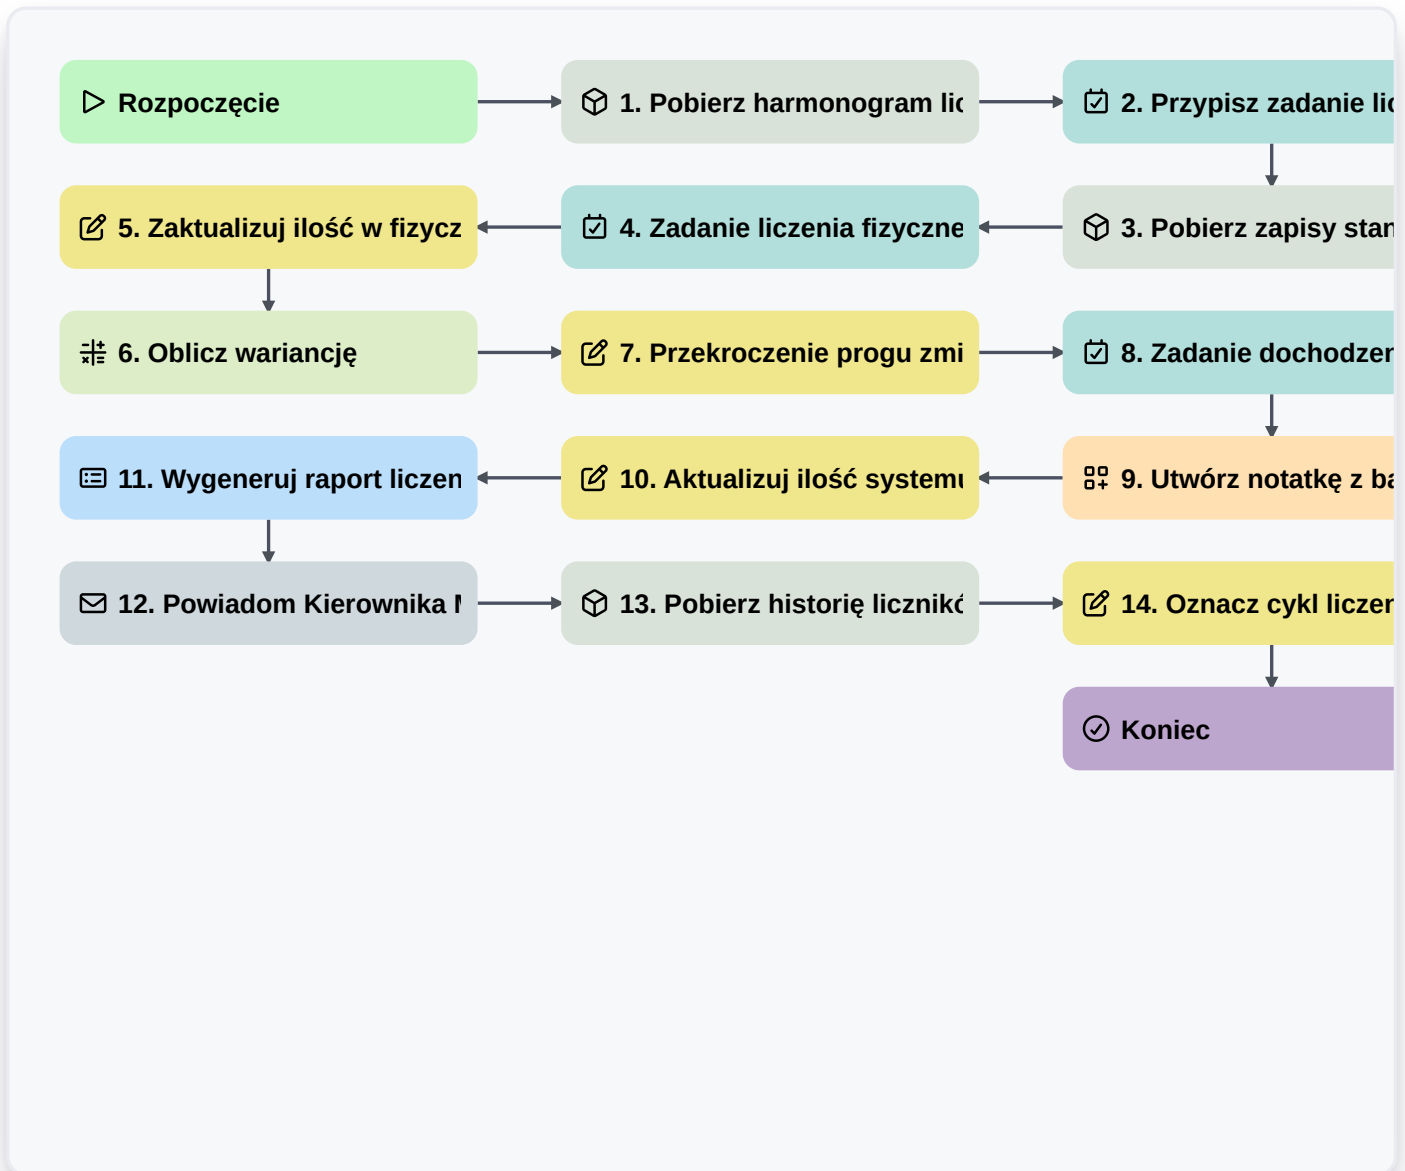 Rozpoczęcie
1. Pobierz harmonogram lic
2. Przypisz zadanie lic
5. Zaktualizuj ilość w fizycz
4. Zadanie liczenia fizyczne
3. Pobierz zapisy stan
6. Oblicz wariancję
7. Przekroczenie progu zmi
8. Zadanie dochodzen
11. Wygeneruj raport liczen
10. Aktualizuj ilość systemu
9. Utwórz notatkę z ba
12. Powiadom Kierownika M
13. Pobierz historię licznikó
14. Oznacz cykl liczen
Koniec